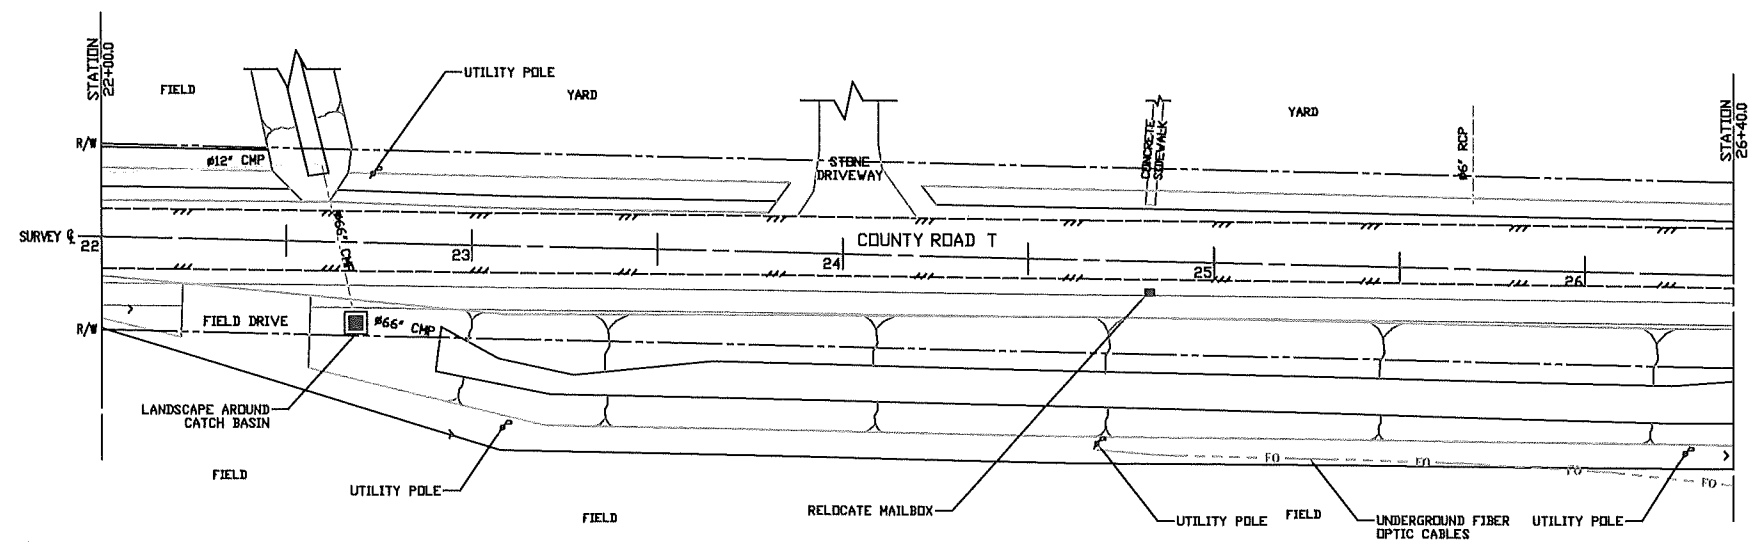 STATION
22+00.0
FIELD
UTILITY POLE
YARD
YARD
STATION
26+40.0
R/W
ø12" CMP
STONE
DRIVEWAY
CONCRETE
SIDEWALK
ø6" RCP
SURVEY ℄
22
ø66" CMP
23
COUNTY ROAD T
24
25
26
R/W
FIELD DRIVE
ø66" CMP
LANDSCAPE AROUND
CATCH BASIN
FIELD
UTILITY POLE
FIELD
RELOCATE MAILBOX
UTILITY POLE
FIELD
UNDERGROUND FIBER
OPTIC CABLES
UTILITY POLE
FO
FO
FO
FO
FO